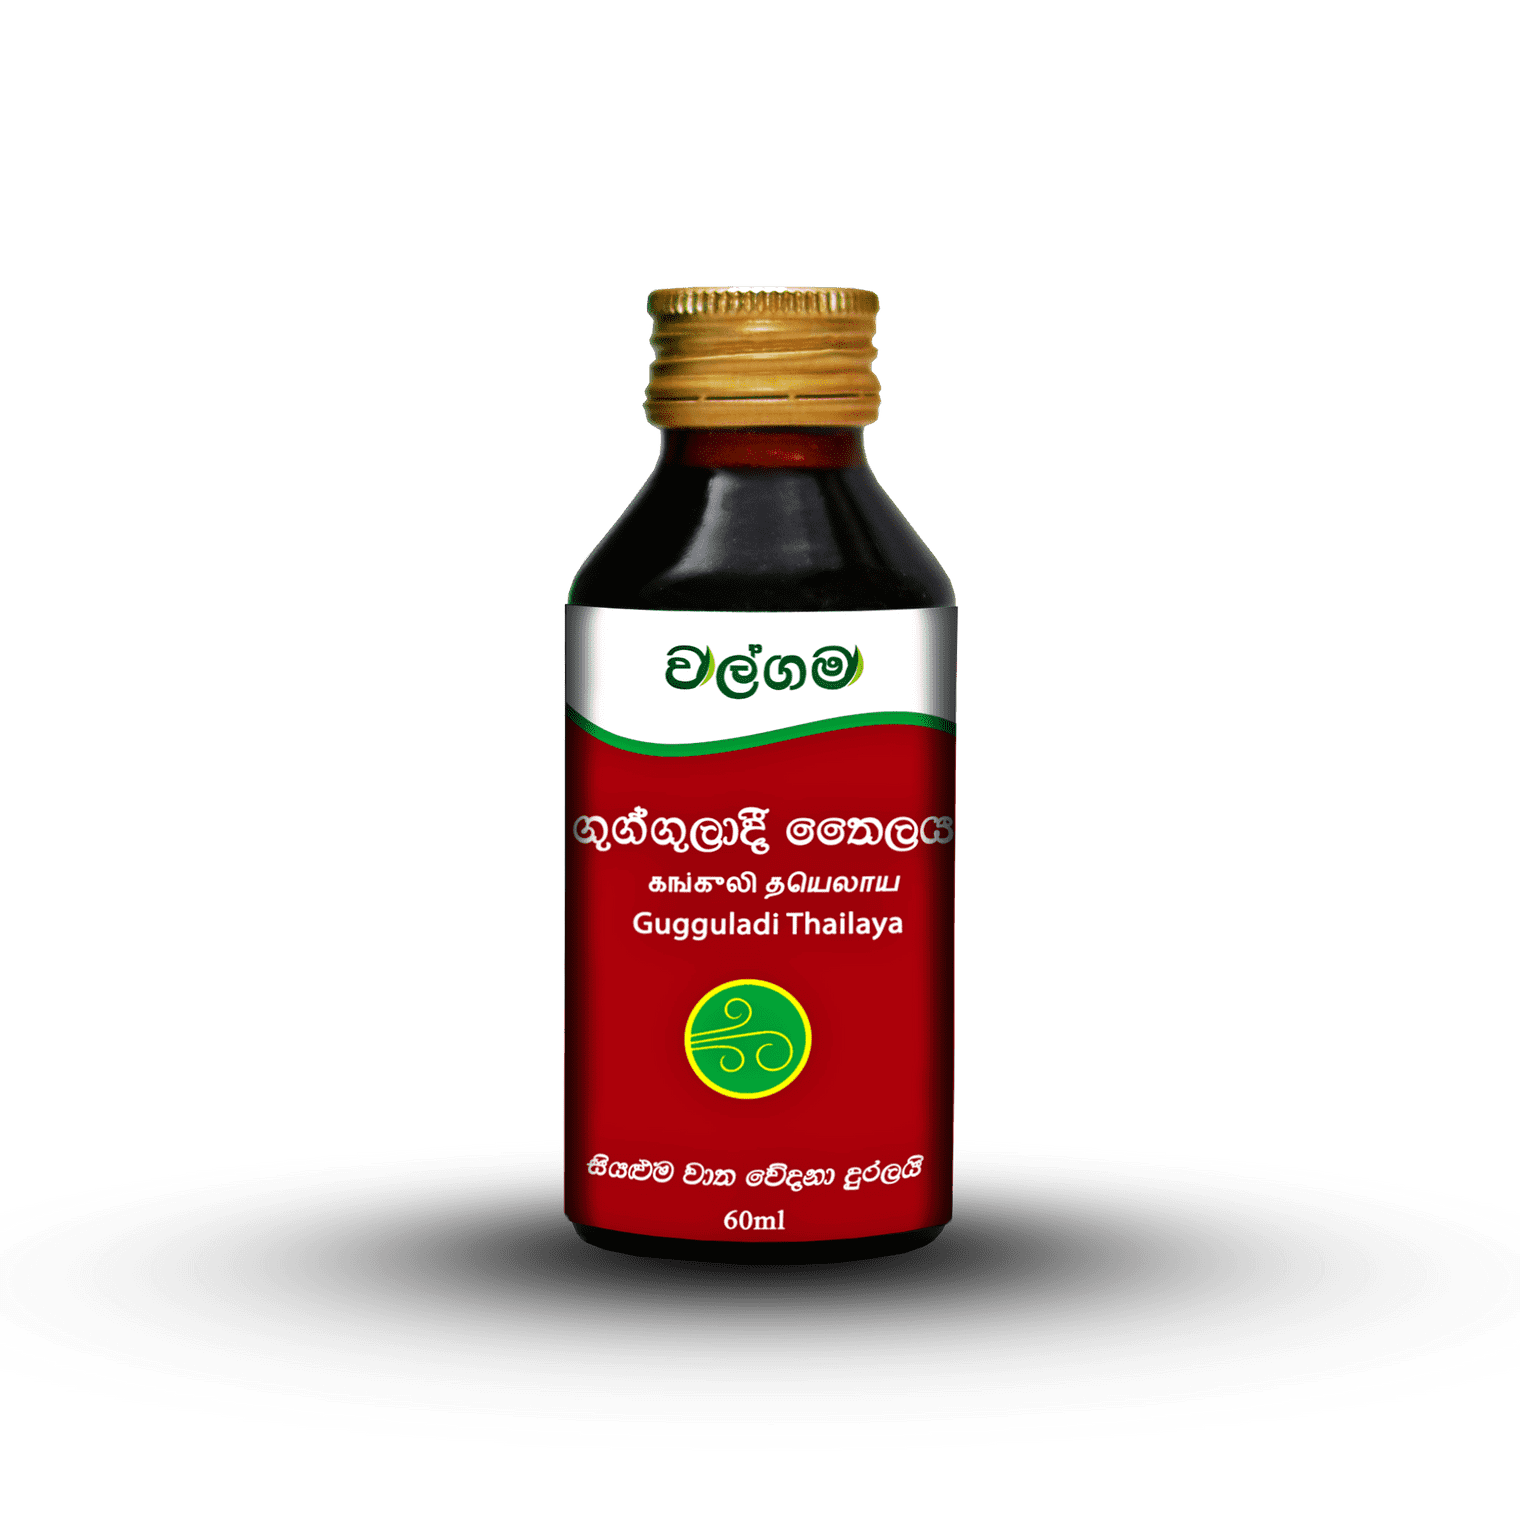 වල්ගම
ගුග්ගුලාදී තෛලය
கங்குலி தயெலாய
Gugguladi Thailaya
සියළුම වාත වේදනා දුරලයි
60ml